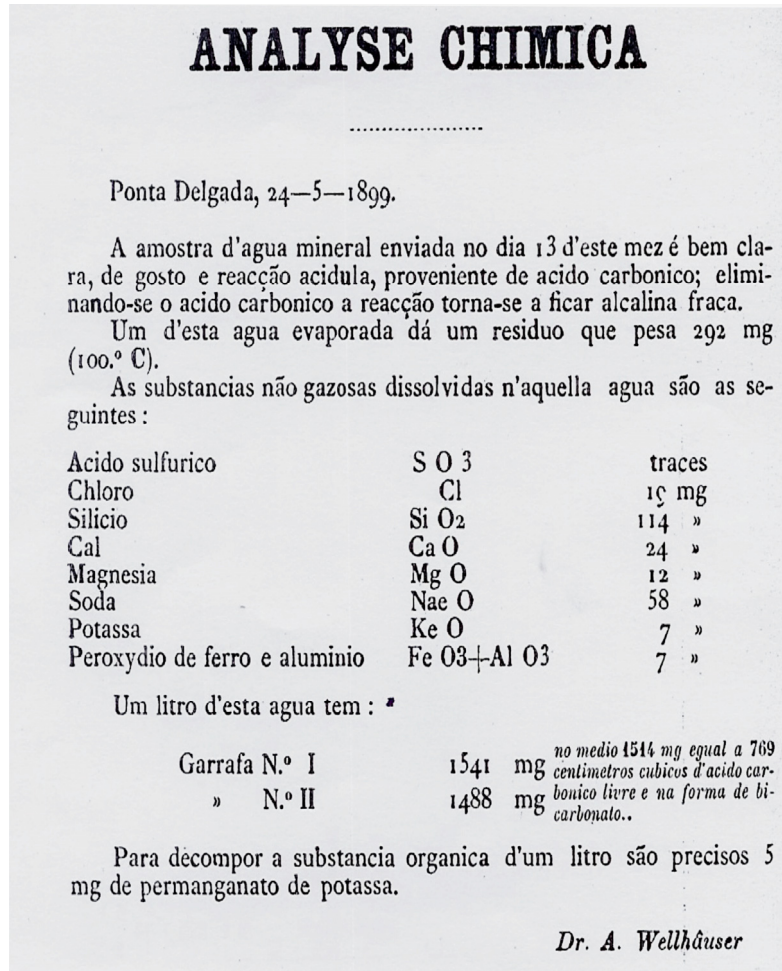 ANALYSE CHIMICA
Ponta Delgada, 24—5—1899.
A amostra d'agua mineral enviada no dia 13 d'este mez é bem cla-
ra, de gosto e reacção acidula, proveniente de acido carbonico; elimi-
nando-se o acido carbonico a reacção torna-se a ficar alcalina fraca.
Um d'esta agua evaporada dá um residuo que pesa 292 mg
(100.º C).
As substancias não gazosas dissolvidas n'aquella agua são as se-
guintes :
Acido sulfurico S O 3 traces
Chloro Cl mg
Silicio Si O2 114 »
Cal Ca O 24 »
Magnesia Mg O 12 »
Soda Nae O 58 »
Potassa Ke O 7 »
Peroxydio de ferro e aluminio Fe O3+Al O3 7 »
Um litro d'esta agua tem :
Garrafa N.º I 1541 mg
» N.º II 1488 mg
no medio 1514 mg egual a 769
centimetros cubicos d'acido car-
bonico livre e na forma de bi-
carbonato..
Para decompor a substancia organica d'um litro são precisos 5
mg de permanganato de potassa.
Dr. A. Wellhâuser